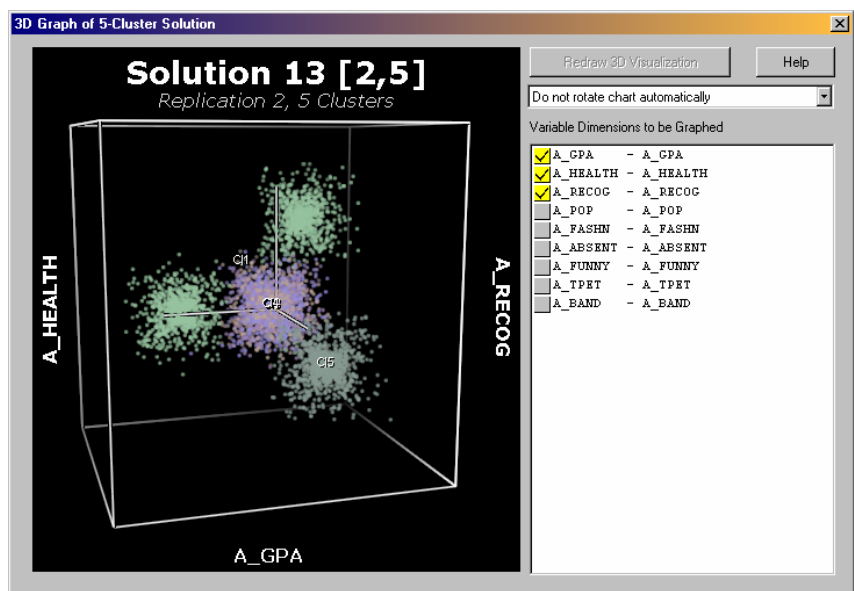 3D Graph of 5-Cluster Solution
Solution 13 [2,5]
Replication 2, 5 Clusters
A_HEALTH
A_RECOG
A_GPA
Cl1
Cl5
Redraw 3D Visualization
Help
Do not rotate chart automatically
Variable Dimensions to be Graphed
A_GPA - A_GPA
A_HEALTH - A_HEALTH
A_RECOG - A_RECOG
A_POP - A_POP
A_FASHN - A_FASHN
A_ABSENT - A_ABSENT
A_FUNNY - A_FUNNY
A_TPET - A_TPET
A_BAND - A_BAND